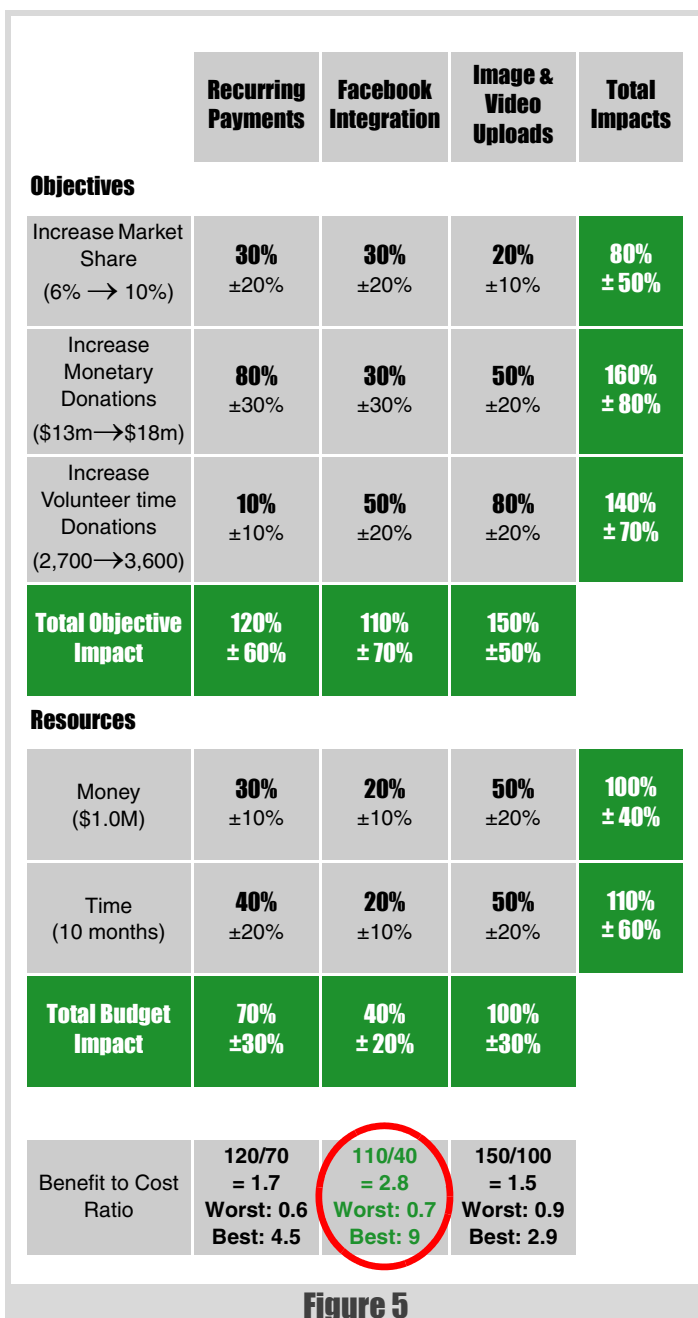 Recurring Payments
Facebook Integration
Image & Video Uploads
Total Impacts
Objectives
Increase Market
Share
(6% → 10%)
30%
±20%
30%
±20%
20%
±10%
80%
± 50%
Increase
Monetary
Donations
($13m→$18m)
80%
±30%
30%
±30%
50%
±20%
160%
± 80%
Increase
Volunteer time
Donations
(2,700→3,600)
10%
±10%
50%
±20%
80%
±20%
140%
± 70%
Total Objective
Impact
120%
± 60%
110%
± 70%
150%
±50%
Resources
Money
($1.0M)
30%
±10%
20%
±10%
50%
±20%
100%
± 40%
Time
(10 months)
40%
±20%
20%
±10%
50%
±20%
110%
± 60%
Total Budget
Impact
70%
±30%
40%
± 20%
100%
±30%
Benefit to Cost
Ratio
120/70
= 1.7
Worst: 0.6
Best: 4.5
110/40
= 2.8
Worst: 0.7
Best: 9
150/100
= 1.5
Worst: 0.9
Best: 2.9
Figure 5